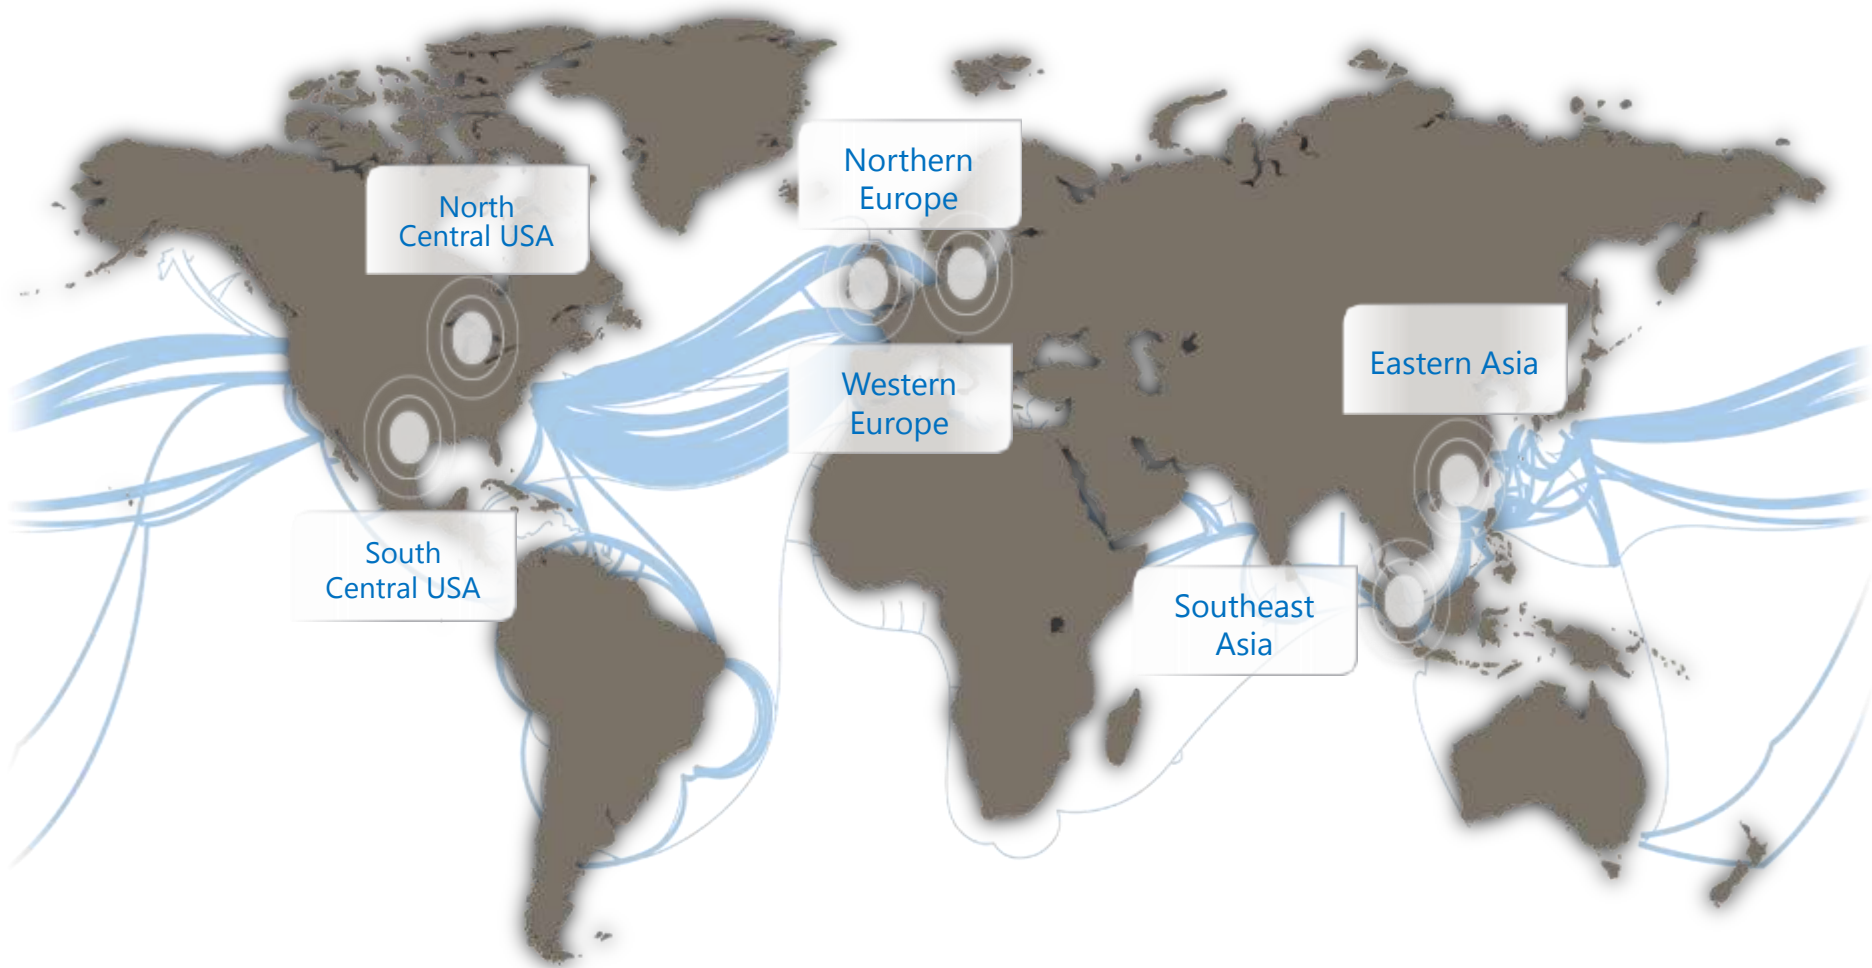 Northern
Europe
North
Central USA
Western
Europe
Eastern Asia
South
Central USA
Southeast
Asia